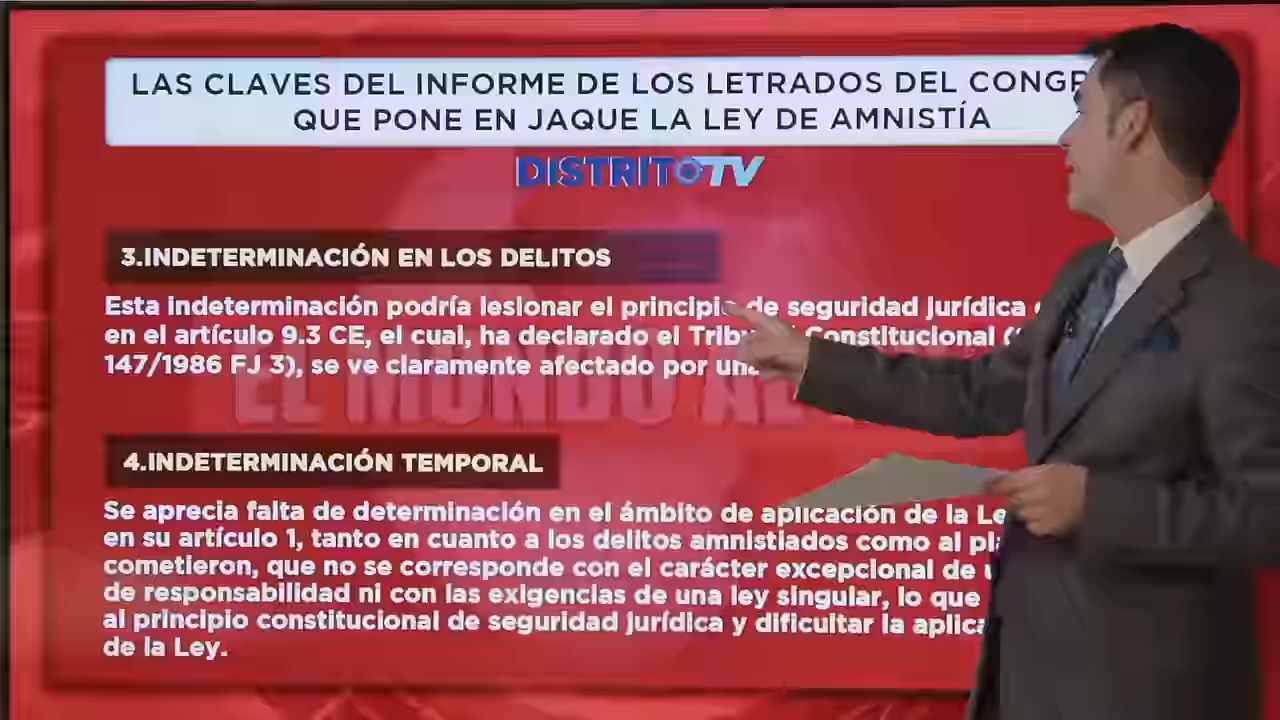 LAS CLAVES DEL INFORME DE LOS LETRADOS DEL CONGR
QUE PONE EN JAQUE LA LEY DE AMNISTÍA
DISTRITOTV
3.INDETERMINACIÓN EN LOS DELITOS
Esta indeterminación podría lesionar el principio de seguridad jurídica
en el artículo 9.3 CE, el cual, ha declarado el Constitucional
147/1986 FJ 3), se ve claramente afectado por una
EL MUNDO AL
4.INDETERMINACIÓN TEMPORAL
Se aprecia falta de determinación en el ámbito de aplicación de la Le
en su artículo 1, tanto en cuanto a los delitos amnistiados como al pla
cometieron, que no se corresponde con el carácter excepcional de
de responsabilidad ni con las exigencias de una ley singular, lo que
al principio constitucional de seguridad jurídica y dificultar la aplica
de la Ley.